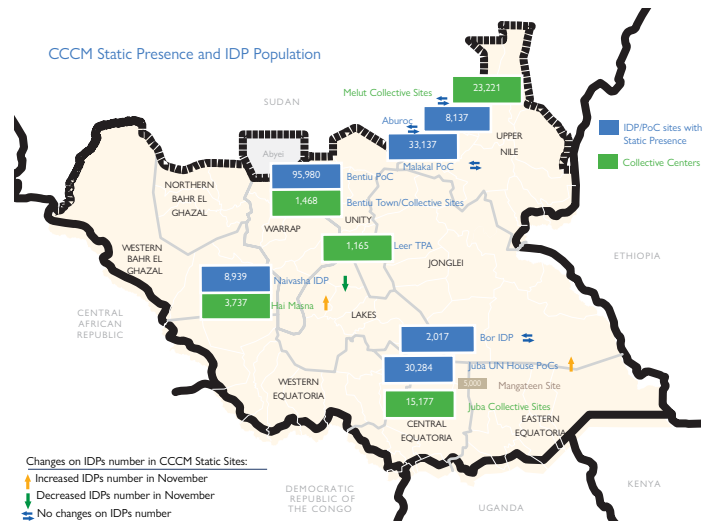 CCCM Static Presence and IDP Population
SUDAN
Melut Collective Sites
23,221
Aburoc
8,137
33,137
Malakal PoC
UPPER
NILE
IDP/PoC sites with
Static Presence
Collective Centers
Abyei
95,980
Bentiu PoC
1,468
Bentiu Town/Collective Sites
NORTHERN
BAHR EL
GHAZAL
UNITY
WARRAP
1,165
Leer TPA
WESTERN
BAHR EL
GHAZAL
JONGLEI
ETHIOPIA
8,939
Naivasha IDP
3,737
Hai Masna
CENTRAL
AFRICAN
REPUBLIC
LAKES
2,017
Bor IDP
30,284
Juba UN House PoCs
5,000
Mangateen Site
15,177
Juba Collective Sites
WESTERN
EQUATORIA
CENTRAL
EQUATORIA
EASTERN
EQUATORIA
Changes on IDPs number in CCCM Static Sites:
Increased IDPs number in November
Decreased IDPs number in November
No changes on IDPs number
DEMOCRATIC
REPUBLIC OF
THE CONGO
UGANDA
KENYA